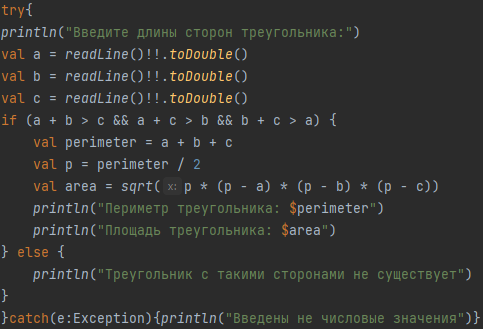 try{
println("Введите длины сторон треугольника:")
val a = readLine()!!.toDouble()
val b = readLine()!!.toDouble()
val c = readLine()!!.toDouble()
if (a + b > c && a + c > b && b + c > a) {
    val perimeter = a + b + c
    val p = perimeter / 2
    val area = sqrt( x: p * (p - a) * (p - b) * (p - c))
    println("Периметр треугольника: $perimeter")
    println("Площадь треугольника: $area")
} else {
    println("Треугольник с такими сторонами не существует")
}
}catch(e:Exception){println("Введены не числовые значения")}